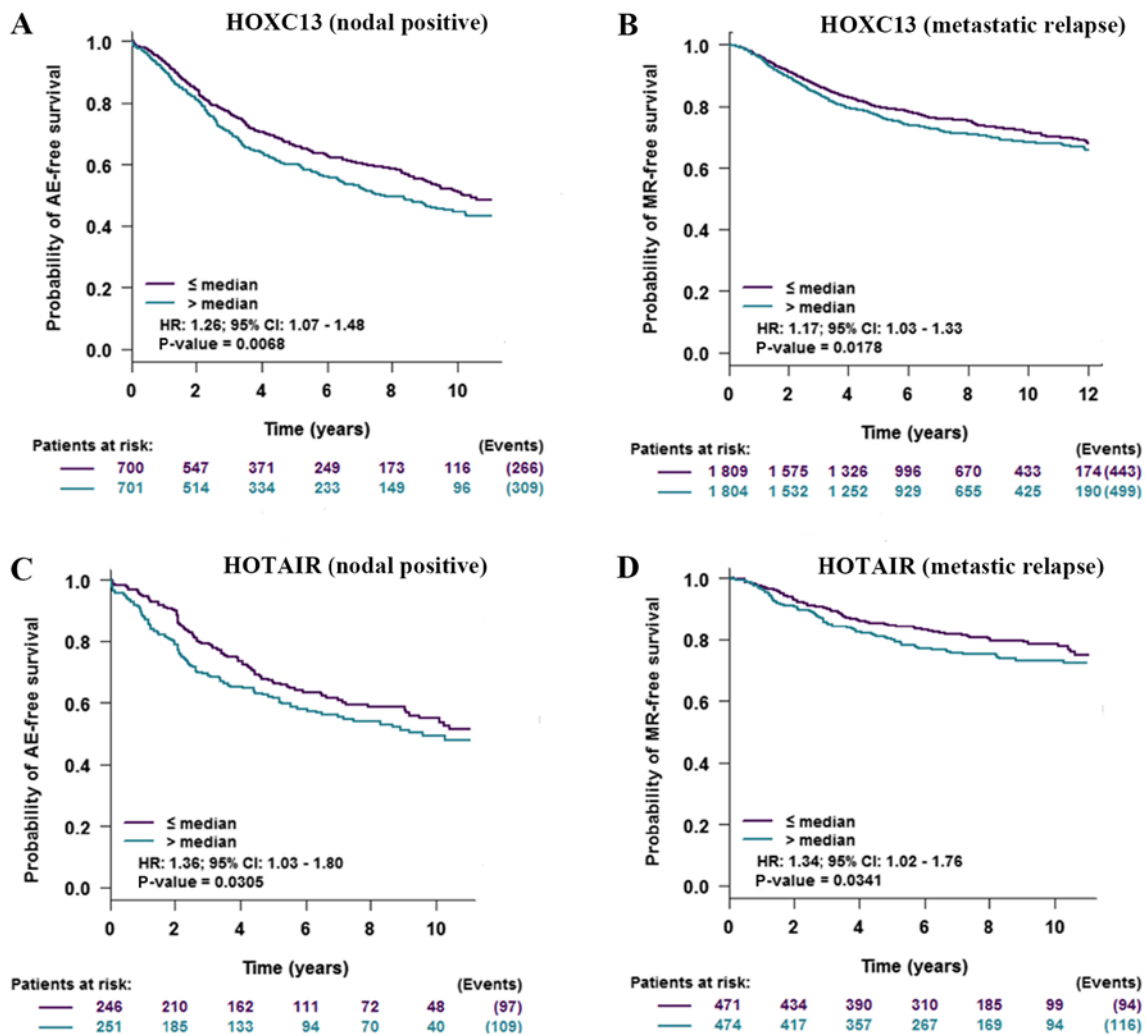 A
HOXC13 (nodal positive)
Probability of AE-free survival
1.0
0.8
0.6
0.4
0.2
0.0
≤ median
> median
HR: 1.26; 95% CI: 1.07 - 1.48
P-value = 0.0068
0 2 4 6 8 10
Time (years)
Patients at risk: (Events)
700 547 371 249 173 116 (266)
701 514 334 233 149 96 (309)
B
HOXC13 (metastatic relapse)
Probability of MR-free survival
1.0
0.8
0.6
0.4
0.2
0.0
≤ median
> median
HR: 1.17; 95% CI: 1.03 - 1.33
P-value = 0.0178
0 2 4 6 8 10 12
Time (years)
Patients at risk: (Events)
1 809 1 575 1 326 996 670 433 174 (443)
1 804 1 532 1 252 929 655 425 190 (499)
C
HOTAIR (nodal positive)
Probability of AE-free survival
1.0
0.8
0.6
0.4
0.2
0.0
≤ median
> median
HR: 1.36; 95% CI: 1.03 - 1.80
P-value = 0.0305
0 2 4 6 8 10
Time (years)
Patients at risk: (Events)
246 210 162 111 72 48 (97)
251 185 133 94 70 40 (109)
D
HOTAIR (metastic relapse)
Probability of MR-free survival
1.0
0.8
0.6
0.4
0.2
0.0
≤ median
> median
HR: 1.34; 95% CI: 1.02 - 1.76
P-value = 0.0341
0 2 4 6 8 10
Time (years)
Patients at risk: (Events)
471 434 390 310 185 99 (94)
474 417 357 267 169 94 (116)